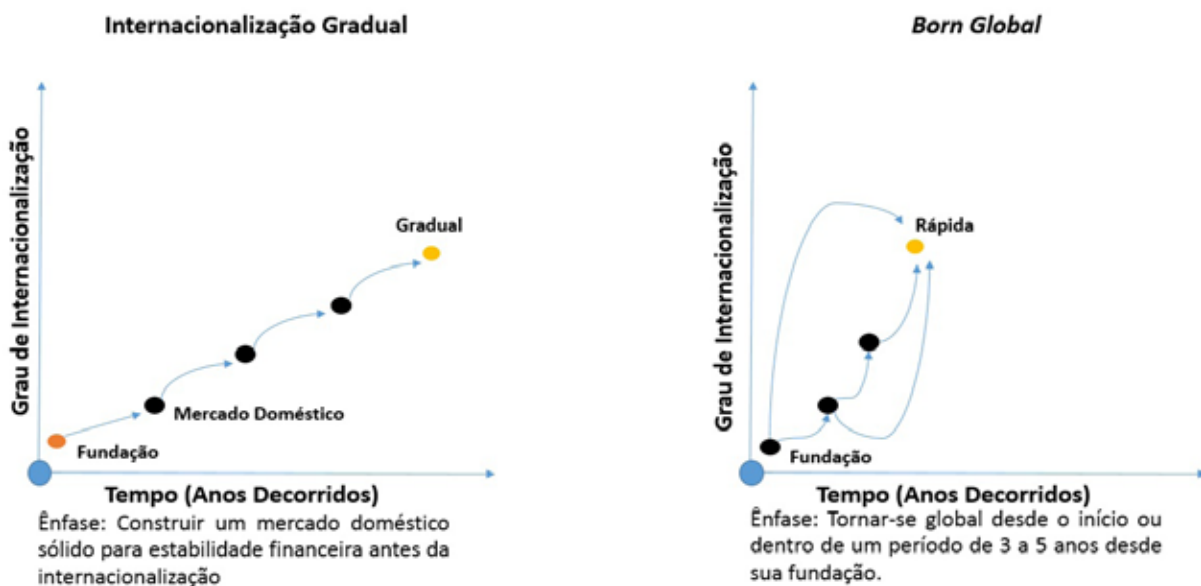 Internacionalização Gradual
Grau de Internacionalização
Gradual
Mercado Doméstico
Fundação
Tempo (Anos Decorridos)
Ênfase: Construir um mercado doméstico
sólido para estabilidade financeira antes da
internacionalização
Born Global
Grau de Internacionalização
Rápida
Fundação
Tempo (Anos Decorridos)
Ênfase: Tornar-se global desde o início ou
dentro de um período de 3 a 5 anos desde
sua fundação.